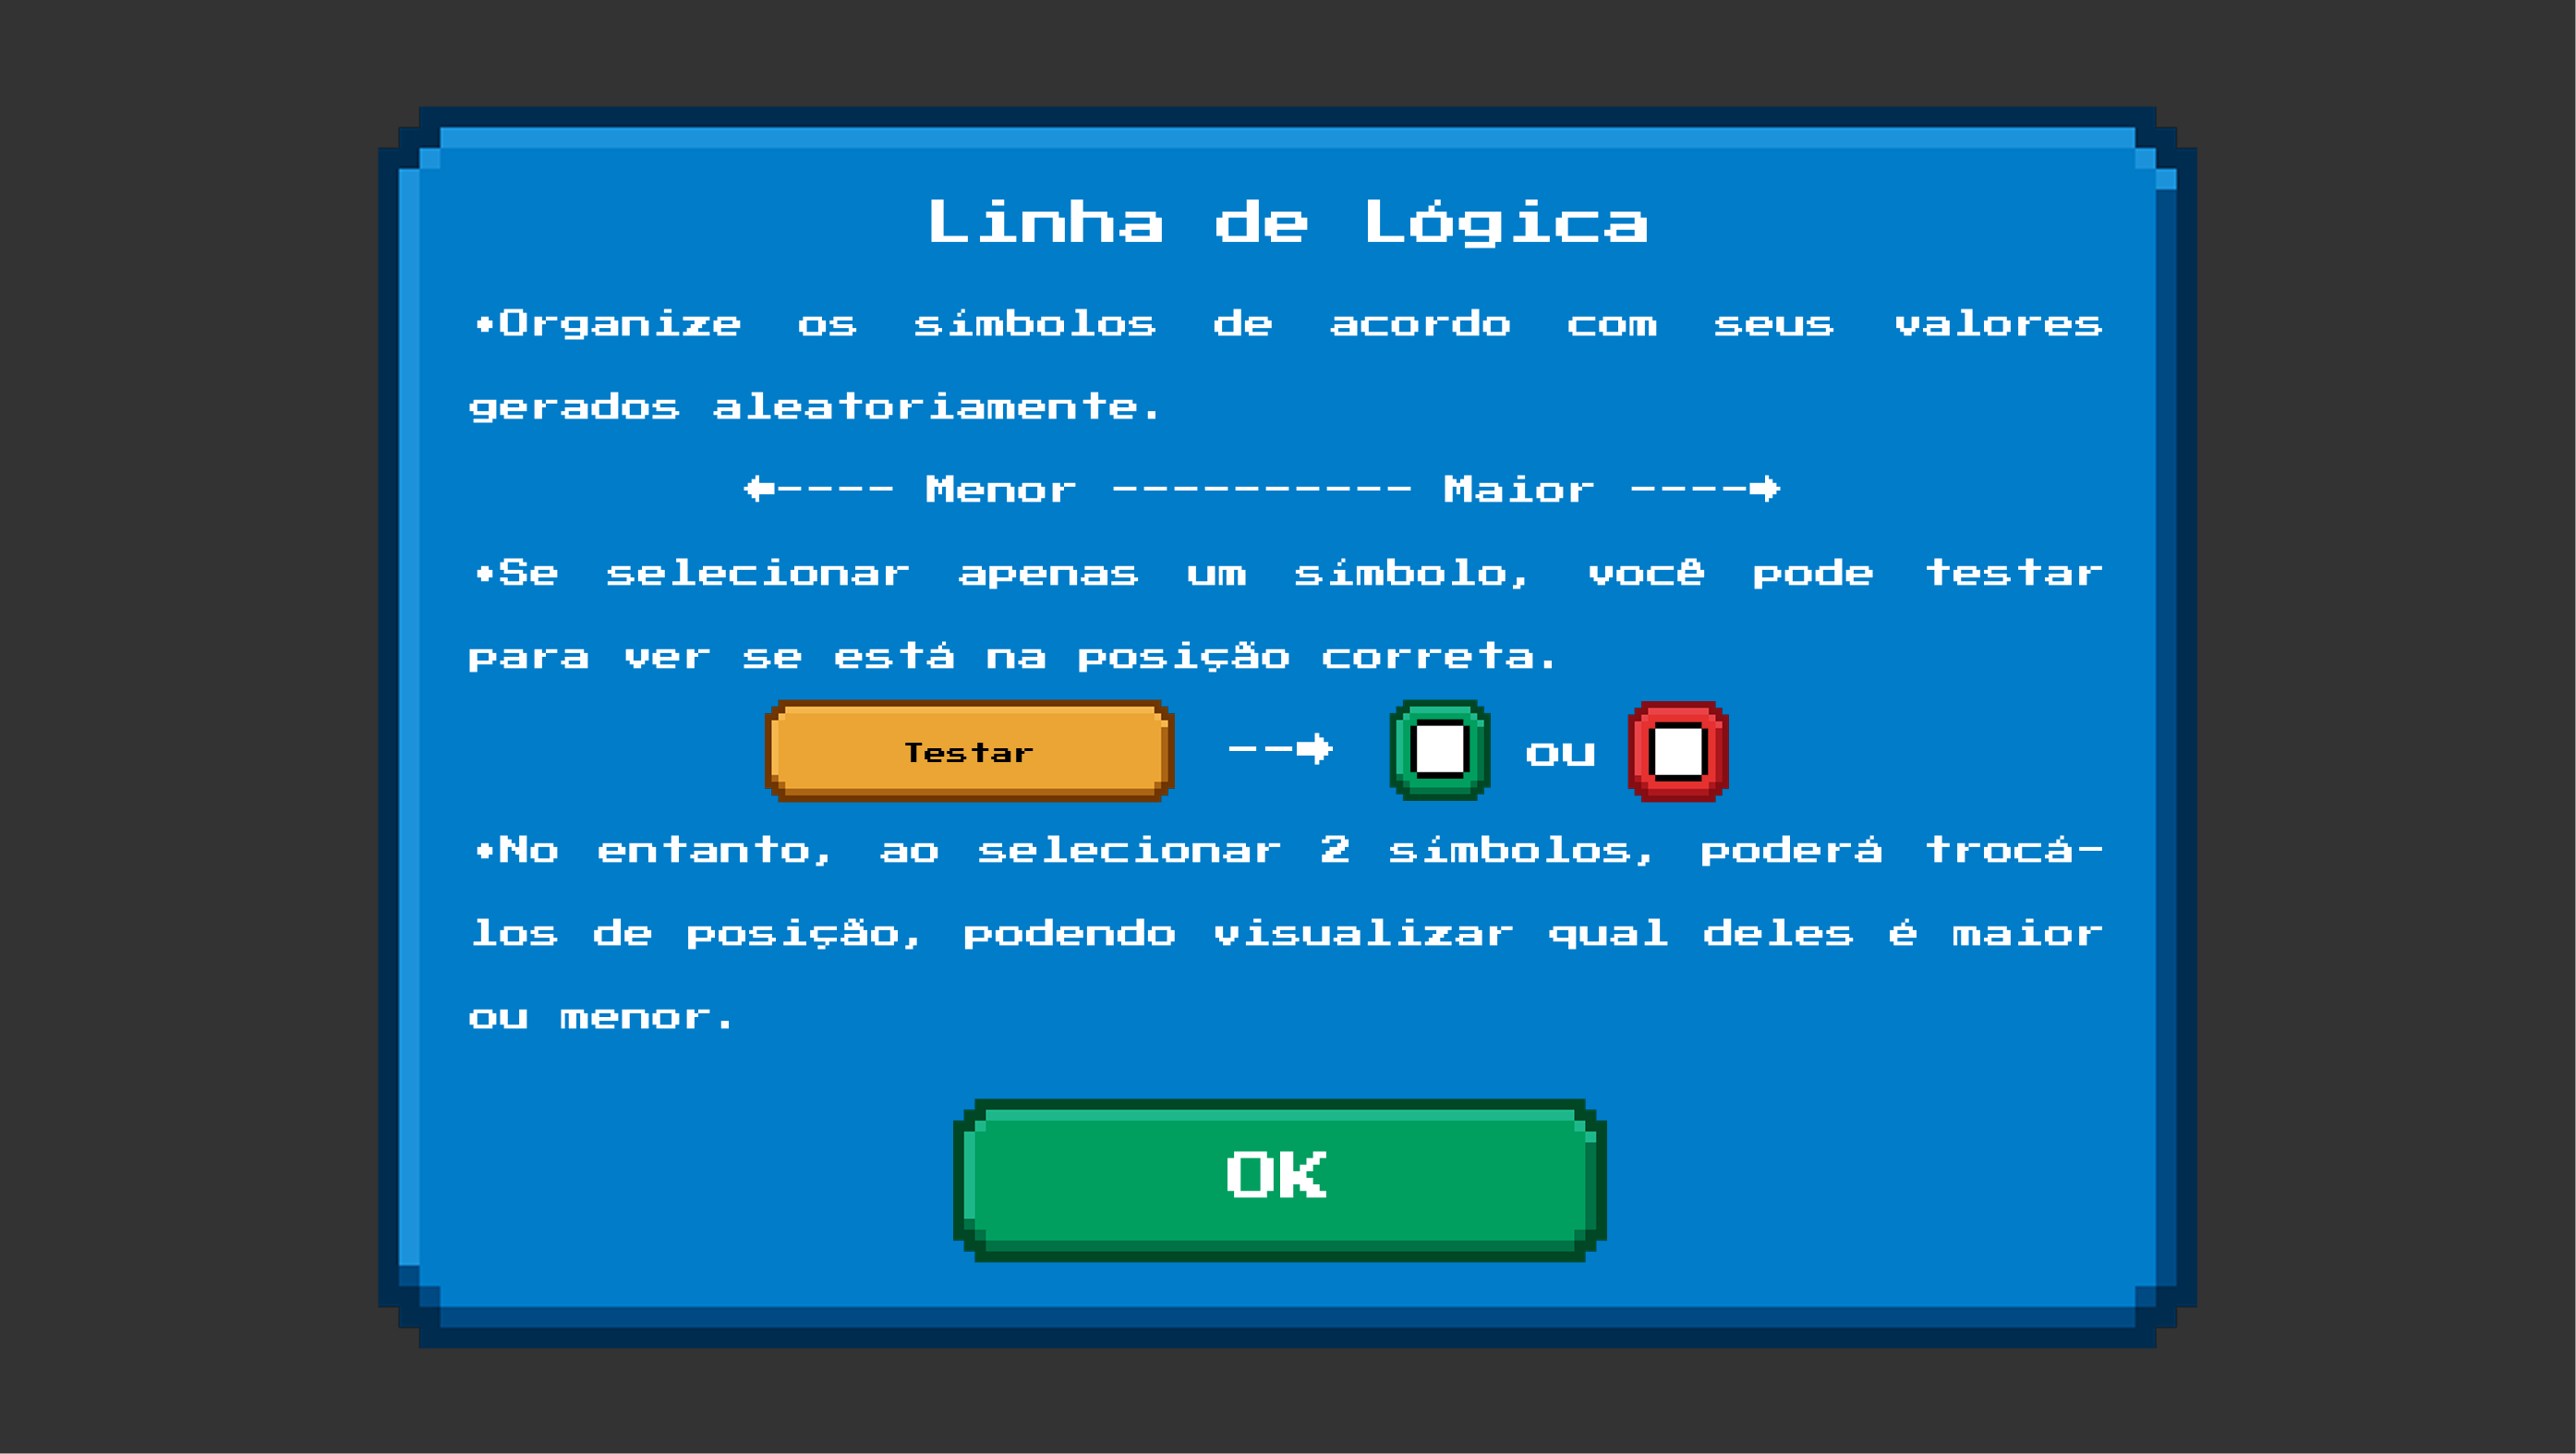 Linha de Lógica
•Organize os símbolos de acordo com seus valores
gerados aleatoriamente.
←---- Menor ---------- Maior ----→
•Se selecionar apenas um símbolo, você pode testar
para ver se está na posição correta.
Testar --→ ou
•No entanto, ao selecionar 2 símbolos, poderá trocá-
los de posição, podendo visualizar qual deles é maior
ou menor.
OK